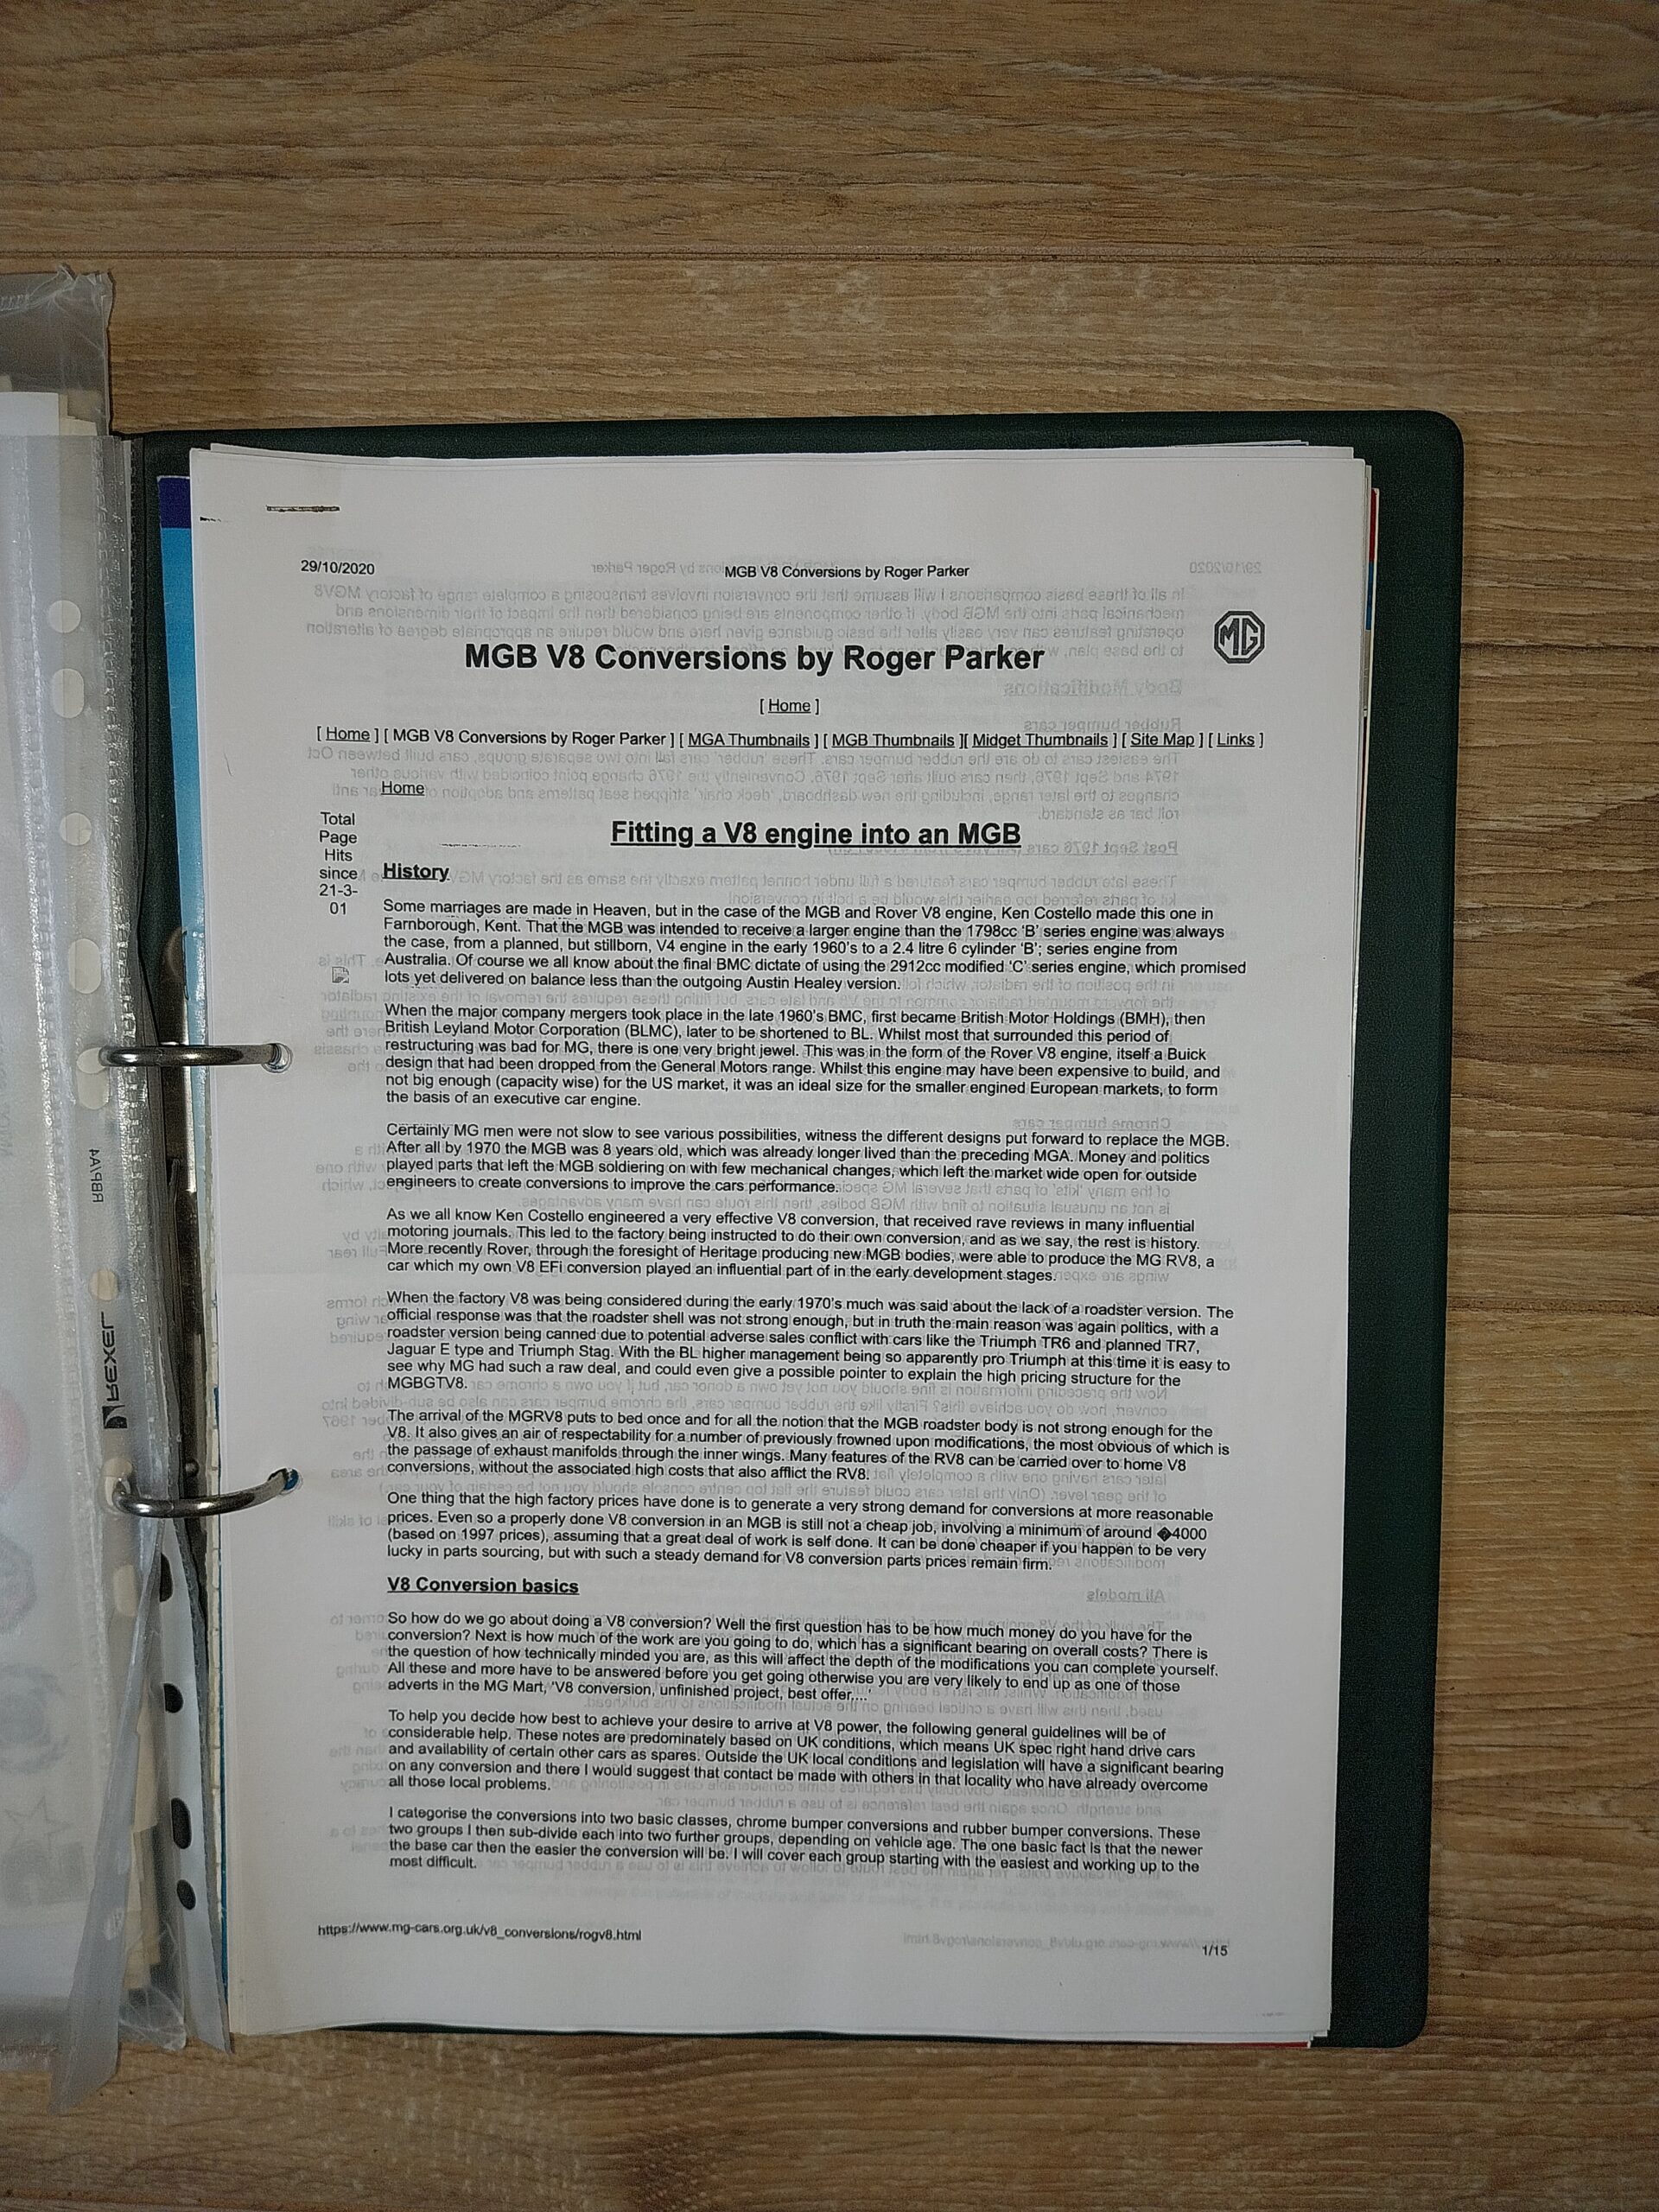 29/10/2020
MGB V8 Conversions by Roger Parker
MG
MGB V8 Conversions by Roger Parker
[ Home ]
[ Home ] [ MGB V8 Conversions by Roger Parker ] [ MGA Thumbnails ] [ MGB Thumbnails ][ Midget Thumbnails ] [ Site Map ] [ Links ]
Home
Total
Page
Hits
since
21-3-
01
Fitting a V8 engine into an MGB
History
Some marriages are made in Heaven, but in the case of the MGB and Rover V8 engine, Ken Costello made this one in
Farnborough, Kent. That the MGB was intended to receive a larger engine than the 1798cc 'B' series engine was always
the case, from a planned, but stillborn, V4 engine in the early 1960's to a 2.4 litre 6 cylinder 'B'; series engine from
Australia. Of course we all know about the final BMC dictate of using the 2912cc modified 'C' series engine, which promised
lots yet delivered on balance less than the outgoing Austin Healey version.
When the major company mergers took place in the late 1960's BMC, first became British Motor Holdings (BMH), then
British Leyland Motor Corporation (BLMC), later to be shortened to BL. Whilst most that surrounded this period of
restructuring was bad for MG, there is one very bright jewel. This was in the form of the Rover V8 engine, itself a Buick
design that had been dropped from the General Motors range. Whilst this engine may have been expensive to build, and
not big enough (capacity wise) for the US market, it was an ideal size for the smaller engined European markets, to form
the basis of an executive car engine.
Certainly MG men were not slow to see various possibilities, witness the different designs put forward to replace the MGB.
After all by 1970 the MGB was 8 years old, which was already longer lived than the preceding MGA. Money and politics
played parts that left the MGB soldiering on with few mechanical changes, which left the market wide open for outside
engineers to create conversions to improve the cars performance.
As we all know Ken Costello engineered a very effective V8 conversion, that received rave reviews in many influential
motoring journals. This led to the factory being instructed to do their own conversion, and as we say, the rest is history.
More recently Rover, through the foresight of Heritage producing new MGB bodies, were able to produce the MG RV8, a
car which my own V8 EFi conversion played an influential part of in the early development stages.
When the factory V8 was being considered during the early 1970's much was said about the lack of a roadster version. The
official response was that the roadster shell was not strong enough, but in truth the main reason was again politics, with a
roadster version being canned due to potential adverse sales conflict with cars like the Triumph TR6 and planned TR7,
Jaguar E type and Triumph Stag. With the BL higher management being so apparently pro Triumph at this time it is easy to
see why MG had such a raw deal, and could even give a possible pointer to explain the high pricing structure for the
MGBGTV8.
The arrival of the MGRV8 puts to bed once and for all the notion that the MGB roadster body is not strong enough for the
V8. It also gives an air of respectability for a number of previously frowned upon modifications, the most obvious of which is
the passage of exhaust manifolds through the inner wings. Many features of the RV8 can be carried over to home V8
conversions, without the associated high costs that also afflict the RV8.
One thing that the high factory prices have done is to generate a very strong demand for conversions at more reasonable
prices. Even so a properly done V8 conversion in an MGB is still not a cheap job, involving a minimum of around �4000
(based on 1997 prices), assuming that a great deal of work is self done. It can be done cheaper if you happen to be very
lucky in parts sourcing, but with such a steady demand for V8 conversion parts prices remain firm.
V8 Conversion basics
So how do we go about doing a V8 conversion? Well the first question has to be how much money do you have for the
conversion? Next is how much of the work are you going to do, which has a significant bearing on overall costs? There is
the question of how technically minded you are, as this will affect the depth of the modifications you can complete yourself.
All these and more have to be answered before you get going otherwise you are very likely to end up as one of those
adverts in the MG Mart, 'V8 conversion, unfinished project, best offer,...'
To help you decide how best to achieve your desire to arrive at V8 power, the following general guidelines will be of
considerable help. These notes are predominately based on UK conditions, which means UK spec right hand drive cars
and availability of certain other cars as spares. Outside the UK local conditions and legislation will have a significant bearing
on any conversion and there I would suggest that contact be made with others in that locality who have already overcome
all those local problems.
I categorise the conversions into two basic classes, chrome bumper conversions and rubber bumper conversions. These
two groups I then sub-divide each into two further groups, depending on vehicle age. The one basic fact is that the newer
the base car then the easier the conversion will be. I will cover each group starting with the easiest and working up to the
most difficult.
https://www.mg-cars.org.uk/v8_conversions/rogv8.html
1/15
REXEL
RBP/A4